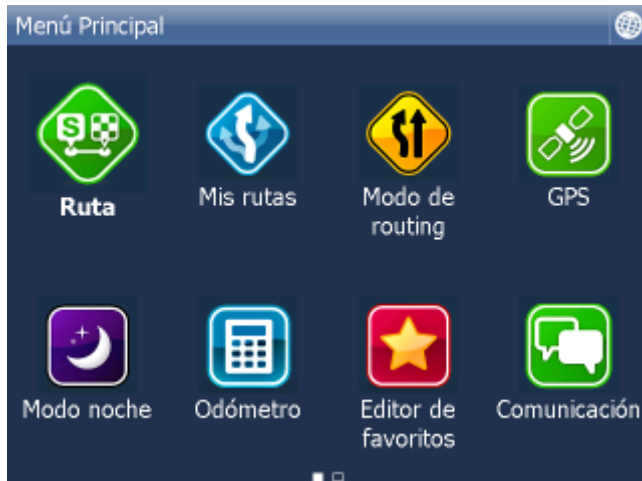 Menú Principal
S
Ruta
Mis rutas
Modo de
routing
GPS
Modo noche
Odómetro
Editor de
favoritos
Comunicación